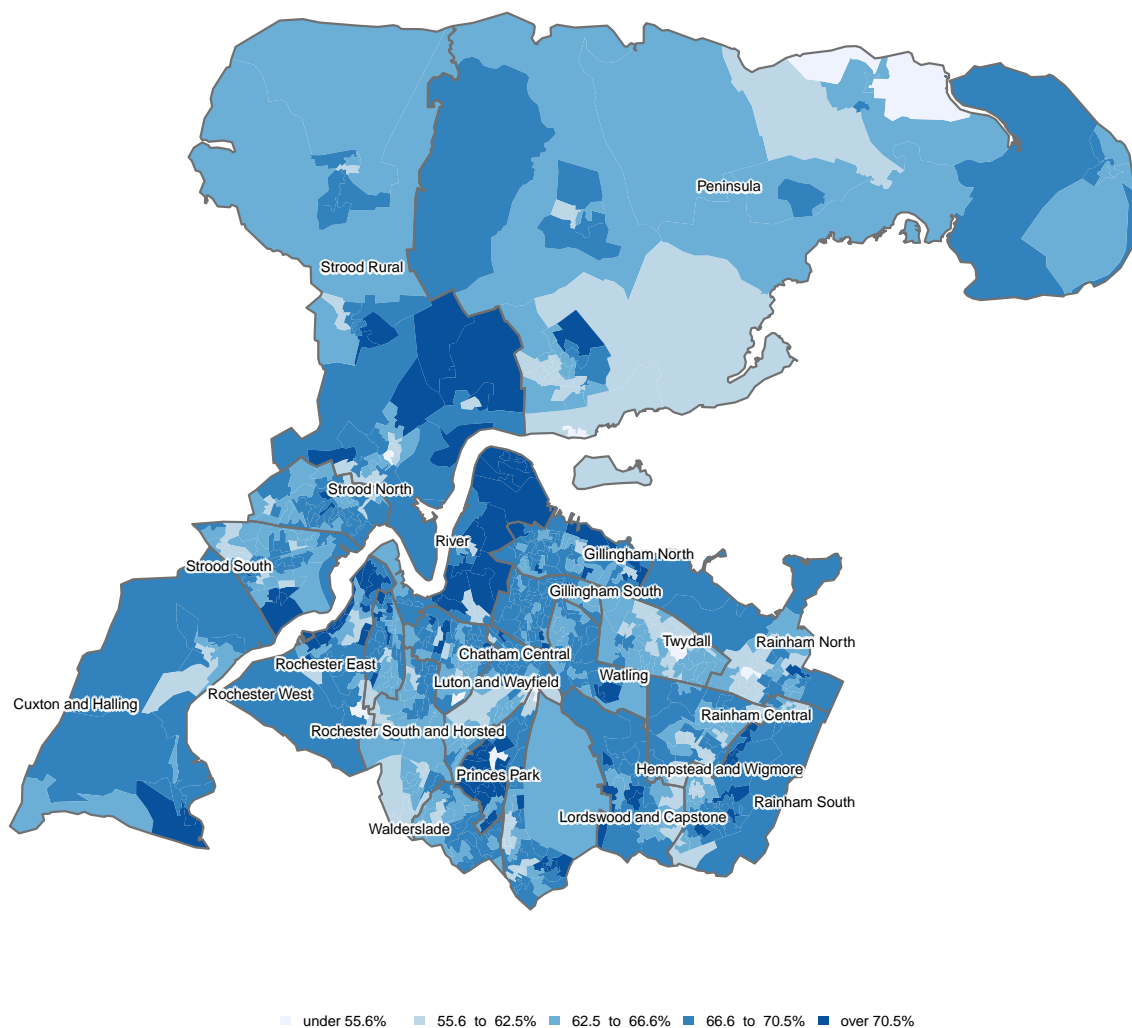 Peninsula
Strood Rural
Strood North
River
Gillingham North
Strood South
Gillingham South
Twydall
Rainham North
Chatham Central
Rochester East
Watling
Luton and Wayfield
Rochester West
Cuxton and Halling
Rainham Central
Rochester South and Horsted
Hempstead and Wigmore
Princes Park
Rainham South
Lordswood and Capstone
Walderslade
under 55.6% 55.6 to 62.5% 62.5 to 66.6% 66.6 to 70.5% over 70.5%